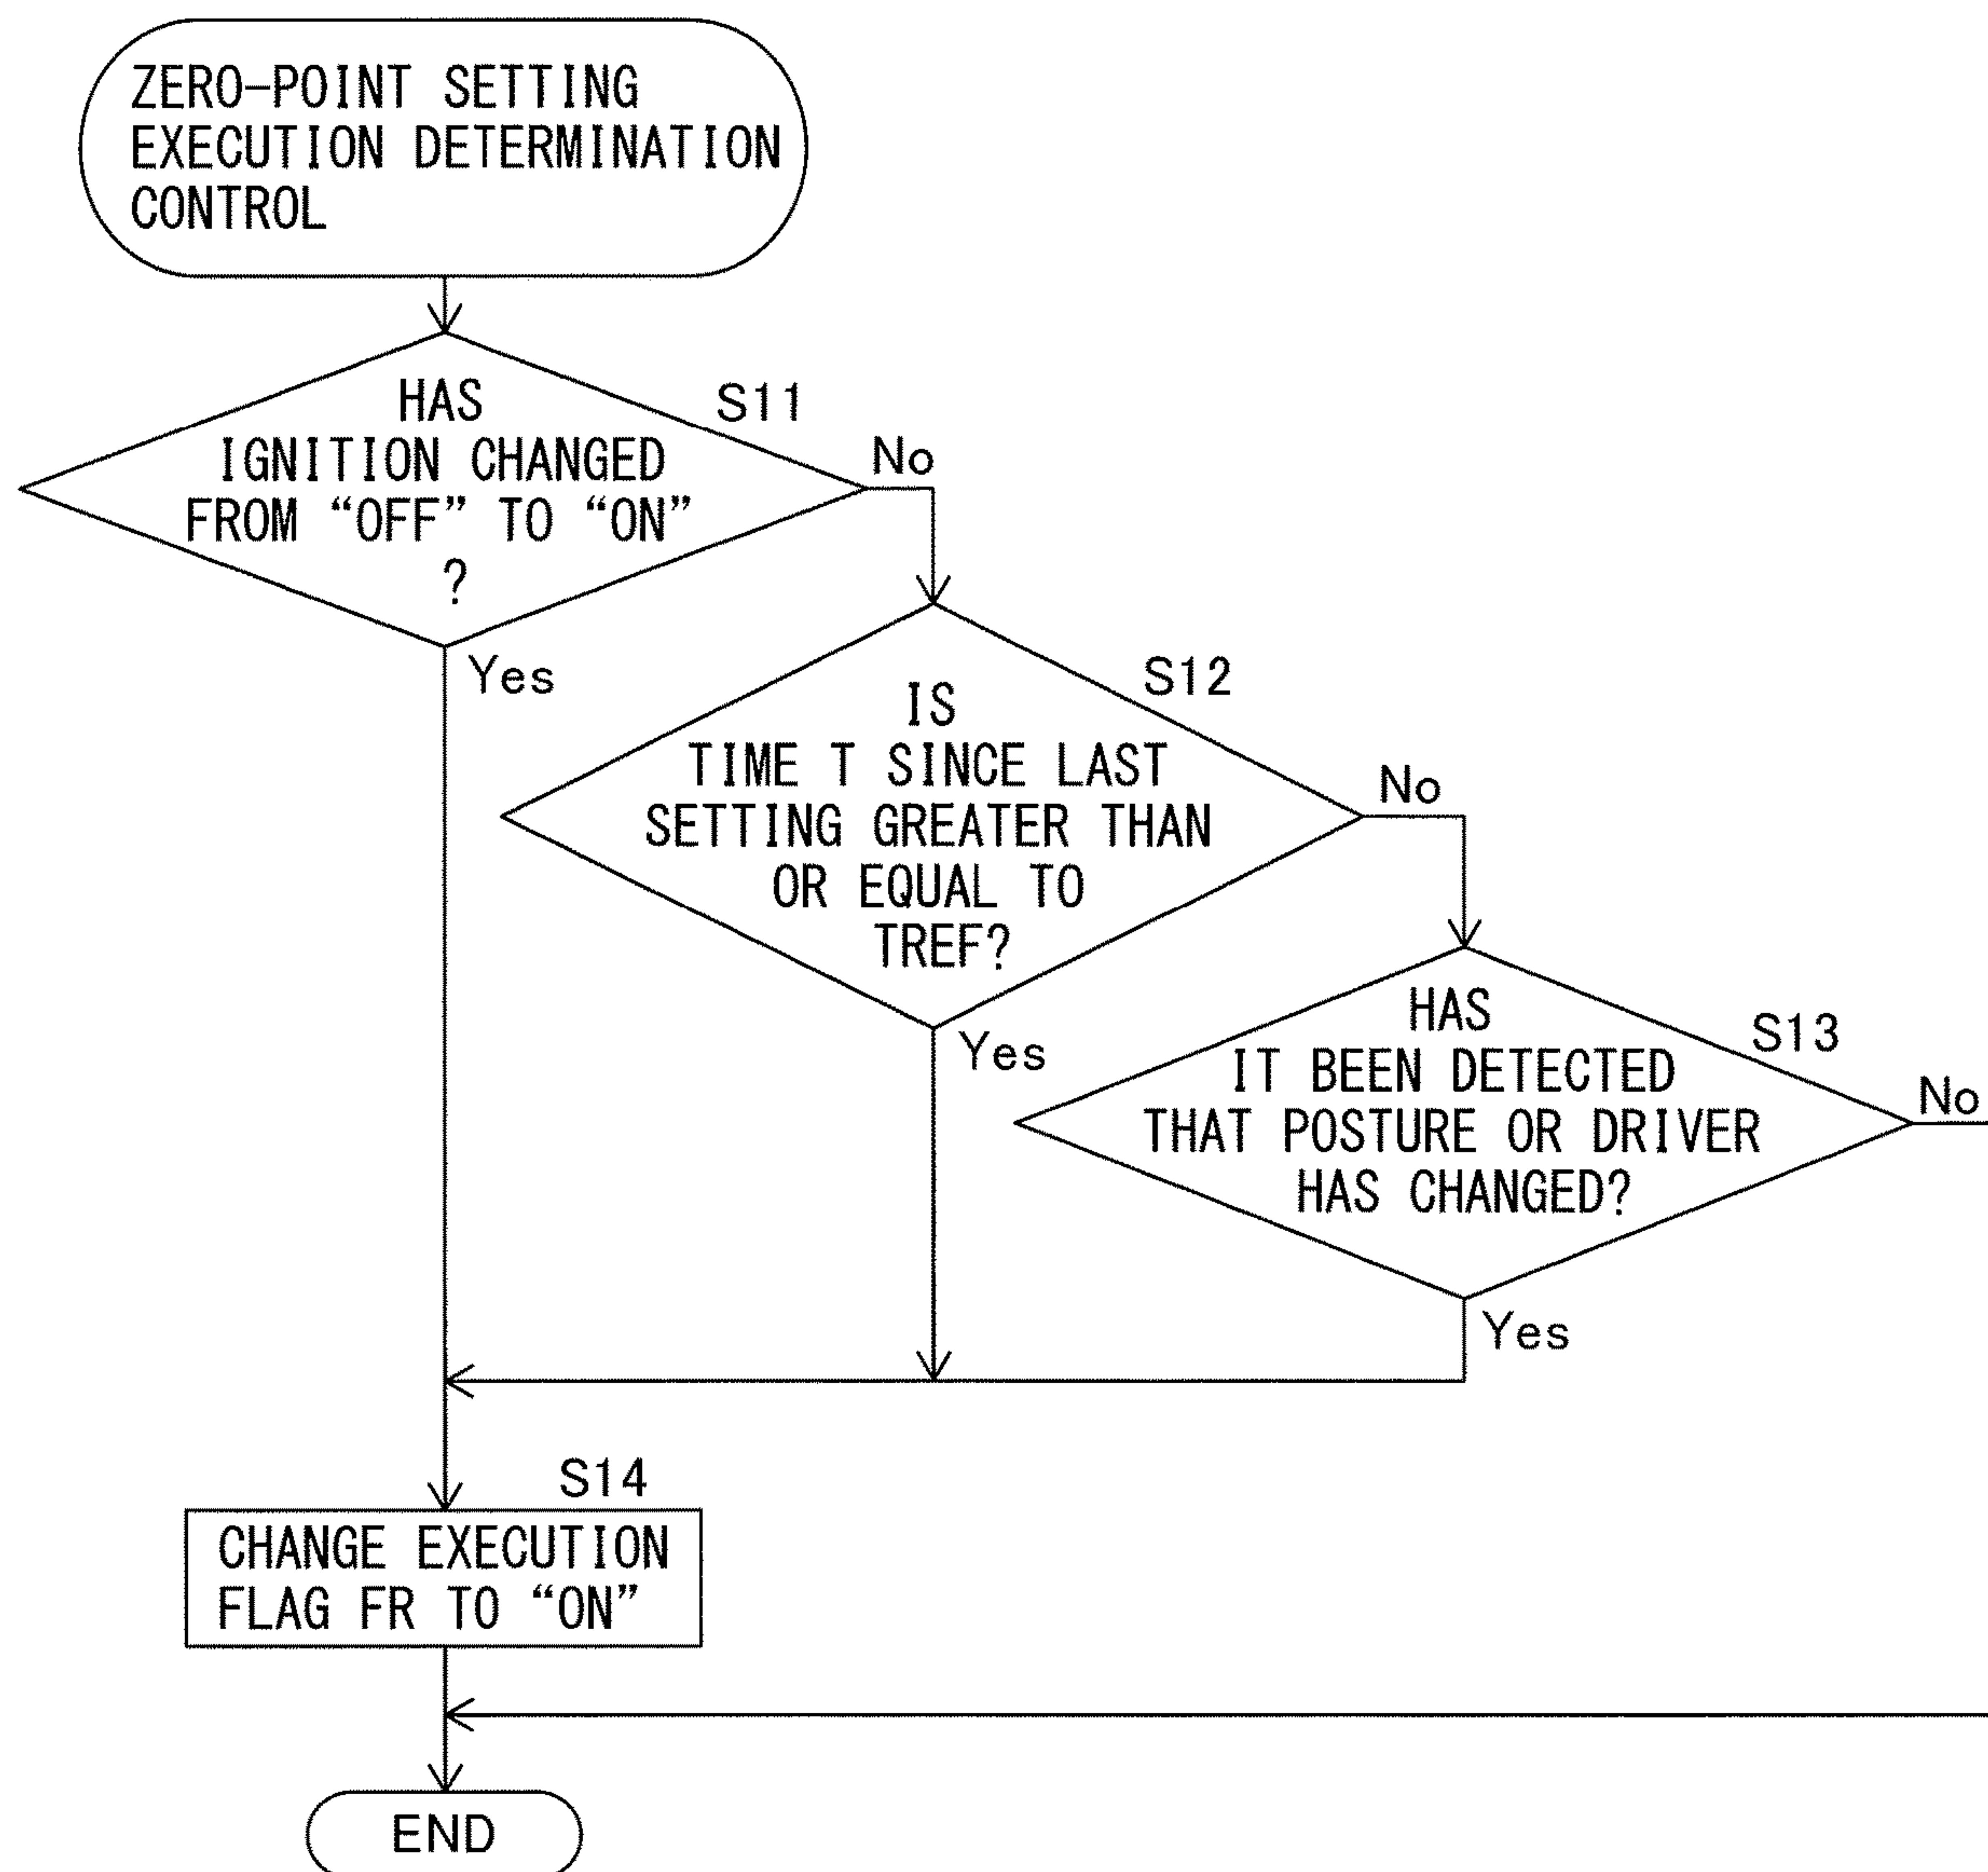 ZERO-POINT SETTING
EXECUTION DETERMINATION
CONTROL
HAS
IGNITION CHANGED
FROM “OFF” TO “ON”
?
S11
No
Yes
IS
TIME T SINCE LAST
SETTING GREATER THAN
OR EQUAL TO
TREF?
S12
No
Yes
HAS
IT BEEN DETECTED
THAT POSTURE OR DRIVER
HAS CHANGED?
S13
No
Yes
S14
CHANGE EXECUTION
FLAG FR TO “ON”
END